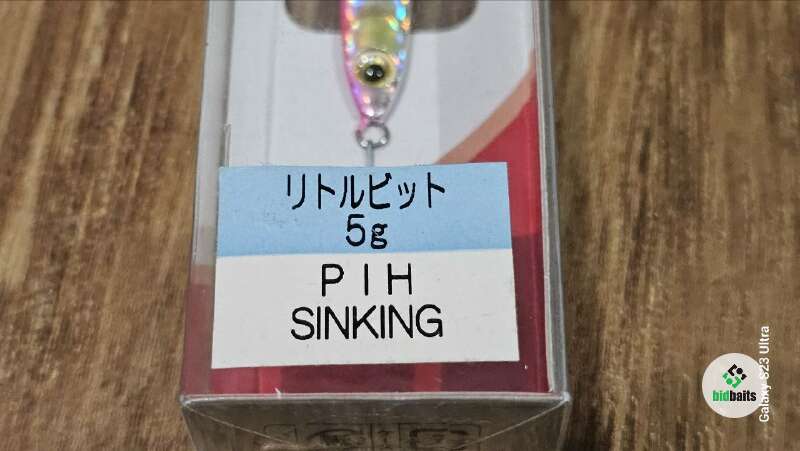 リトルビット
5g
PIH
SINKING
bidbaits
Galaxy S23 Ultra